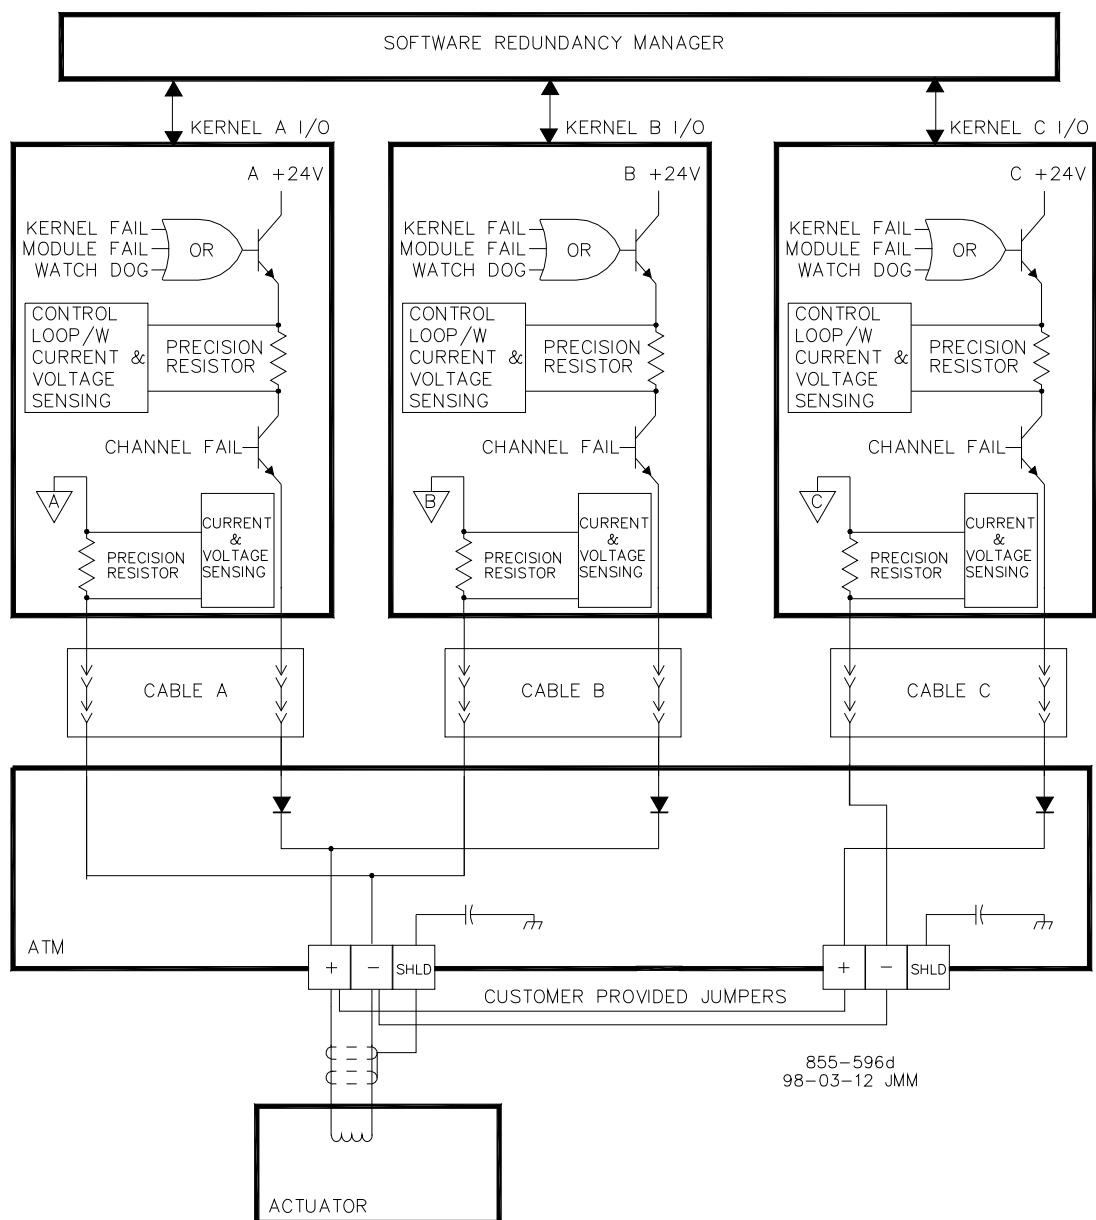 SOFTWARE REDUNDANCY MANAGER
KERNEL A I/O
KERNEL B I/O
KERNEL C I/O
A +24V
KERNEL FAIL
MODULE FAIL
WATCH DOG
OR
CONTROL
LOOP/W
CURRENT &
VOLTAGE
SENSING
PRECISION
RESISTOR
CHANNEL FAIL
A
PRECISION
RESISTOR
CURRENT
&
VOLTAGE
SENSING
B +24V
KERNEL FAIL
MODULE FAIL
WATCH DOG
OR
CONTROL
LOOP/W
CURRENT &
VOLTAGE
SENSING
PRECISION
RESISTOR
CHANNEL FAIL
B
PRECISION
RESISTOR
CURRENT
&
VOLTAGE
SENSING
C +24V
KERNEL FAIL
MODULE FAIL
WATCH DOG
OR
CONTROL
LOOP/W
CURRENT &
VOLTAGE
SENSING
PRECISION
RESISTOR
CHANNEL FAIL
C
PRECISION
RESISTOR
CURRENT
&
VOLTAGE
SENSING
CABLE A
CABLE B
CABLE C
ATM
+ − SHLD
+ − SHLD
CUSTOMER PROVIDED JUMPERS
855-596d
98-03-12 JMM
ACTUATOR